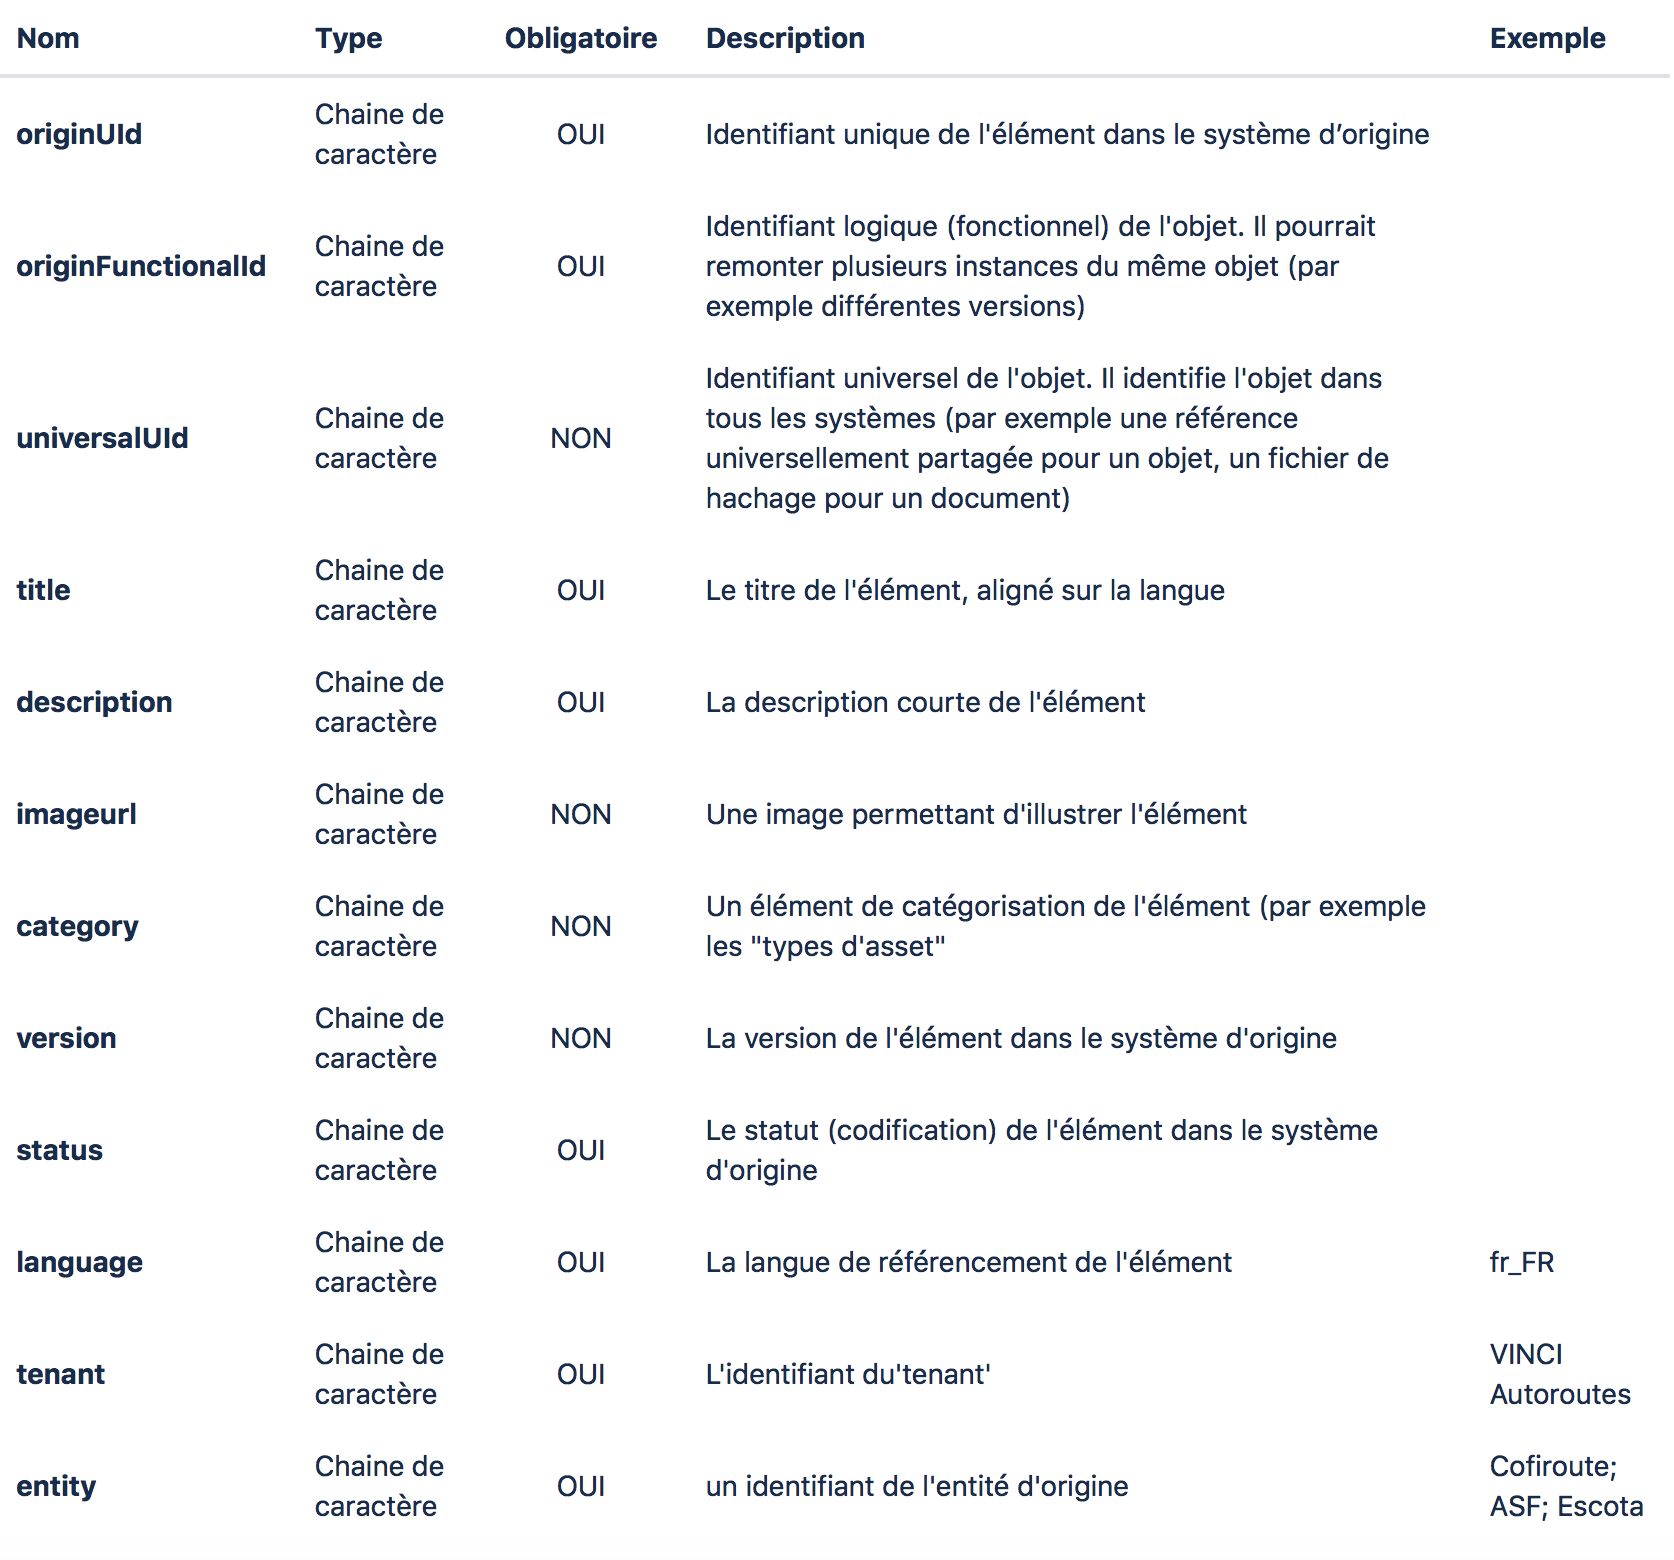 Nom Type Obligatoire Description Exemple
originUId Chaine de caractère OUI Identifiant unique de l'élément dans le système d’origine
originFunctionalId Chaine de caractère OUI Identifiant logique (fonctionnel) de l'objet. Il pourrait
remonter plusieurs instances du même objet (par
exemple différentes versions)
universalUId Chaine de caractère NON Identifiant universel de l'objet. Il identifie l'objet dans
tous les systèmes (par exemple une référence
universellement partagée pour un objet, un fichier de
hachage pour un document)
title Chaine de caractère OUI Le titre de l'élément, aligné sur la langue
description Chaine de caractère OUI La description courte de l'élément
imageurl Chaine de caractère NON Une image permettant d'illustrer l'élément
category Chaine de caractère NON Un élément de catégorisation de l'élément (par exemple
les "types d'asset"
version Chaine de caractère NON La version de l'élément dans le système d'origine
status Chaine de caractère OUI Le statut (codification) de l'élément dans le système
d'origine
language Chaine de caractère OUI La langue de référencement de l'élément fr_FR
tenant Chaine de caractère OUI L'identifiant du'tenant' VINCI
Autoroutes
entity Chaine de caractère OUI un identifiant de l'entité d'origine Cofiroute;
ASF; Escota